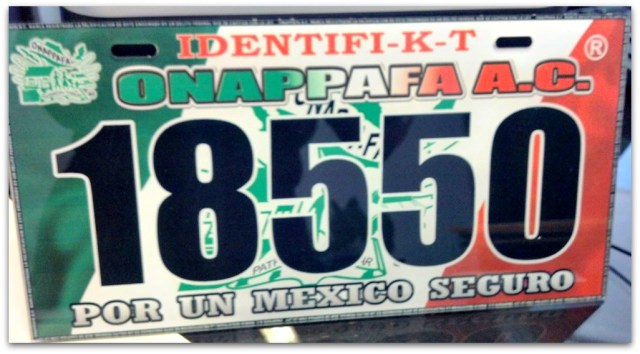 IDENTIFI-K-T
®
ONAPPAFA A.C.
18550
POR UN MEXICO SEGURO